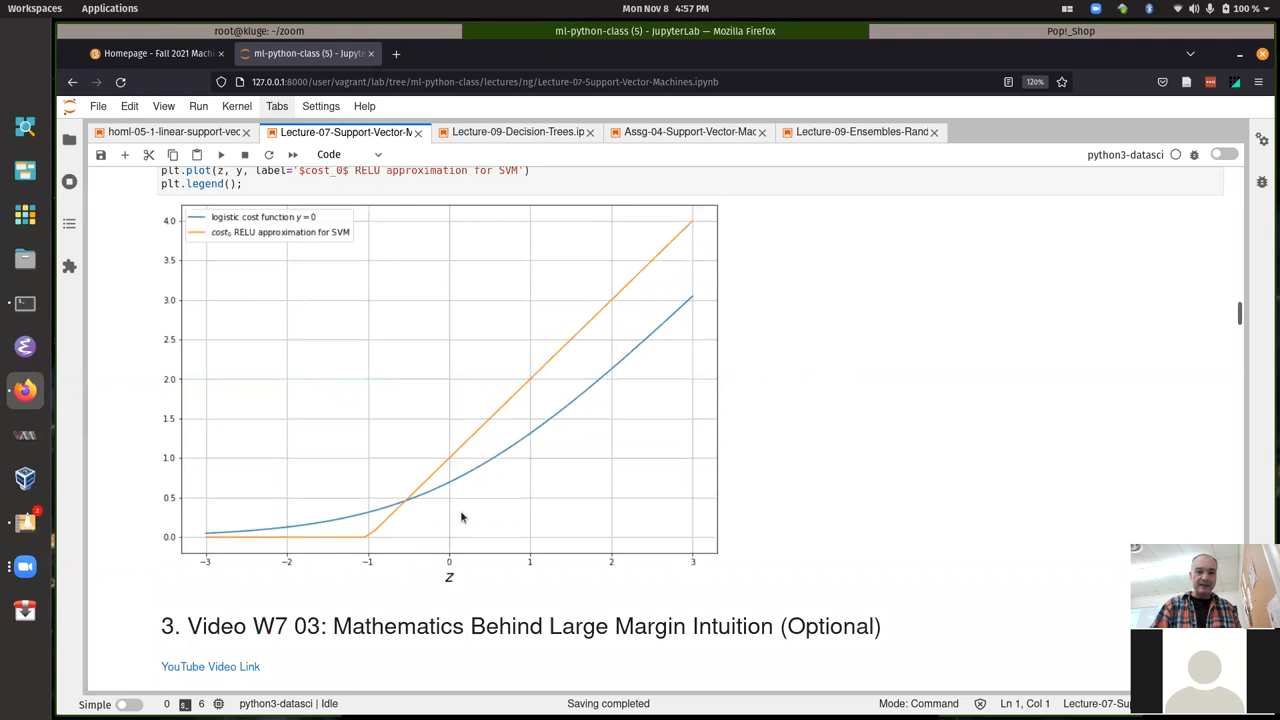 Workspaces Applications Mon Nov 8 4:57 PM 100 %
root@kluge: ~/zoom ml-python-class (5) — JupyterLab — Mozilla Firefox Pop!_Shop
Homepage - Fall 2021 Mach ml-python-class (5) - Jupyte
127.0.0.1:8000/user/vagrant/lab/tree/ml-python-class/lectures/ng/Lecture-07-Support-Vector-Machines.ipynb 120%
File Edit View Run Kernel Tabs Settings Help
homl-05-1-linear-support-vec Lecture-07-Support-Vector-M Lecture-09-Decision-Trees.ip Assg-04-Support-Vector-Mac Lecture-09-Ensembles-Rand
Code python3-datasci
plt.plot(z, y, label='$cost_0$ RELU approximation for SVM')
plt.legend();
logistic cost function y = 0
cost₀ RELU approximation for SVM
4.0
3.5
3.0
2.5
2.0
1.5
1.0
0.5
0.0
−3 −2 −1 0 1 2 3
z
3. Video W7 03: Mathematics Behind Large Margin Intuition (Optional)
YouTube Video Link
2
Simple 0 6 python3-datasci | Idle Saving completed Mode: Command Ln 1, Col 1 Lecture-07-Su